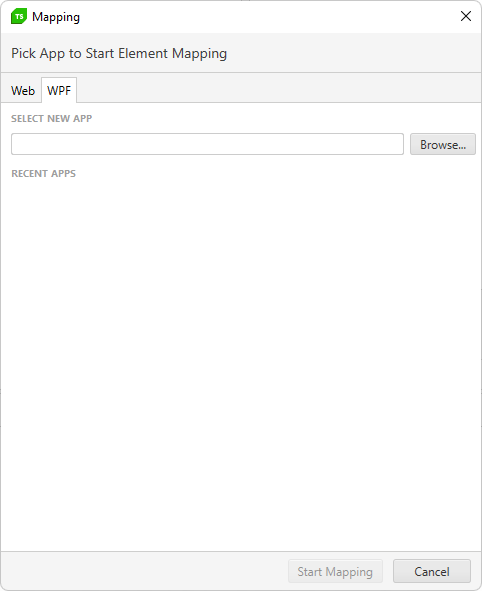 TS Mapping
Pick App to Start Element Mapping
Web WPF
SELECT NEW APP
Browse...
RECENT APPS
Start Mapping Cancel